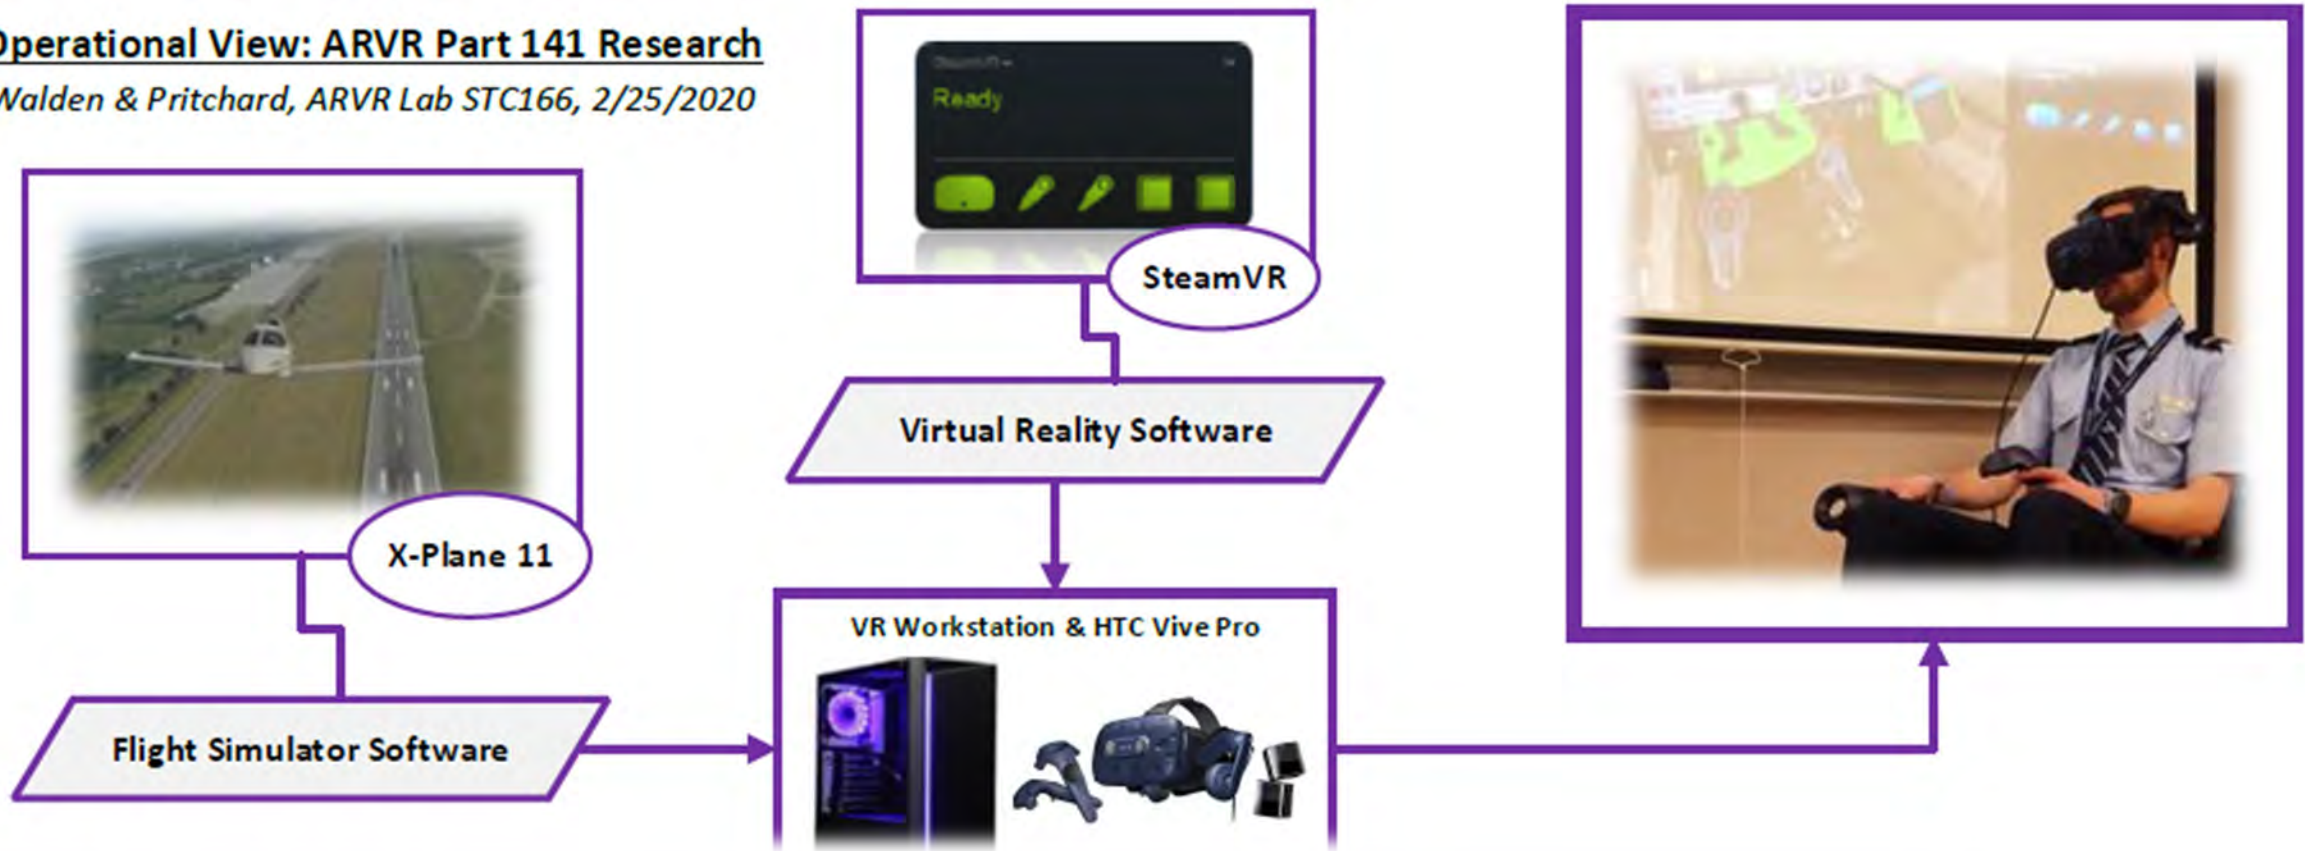 Operational View: ARVR Part 141 Research
Walden & Pritchard, ARVR Lab STC166, 2/25/2020
SteamVR
Ready
SteamVR
X-Plane 11
Virtual Reality Software
VR Workstation & HTC Vive Pro
Flight Simulator Software